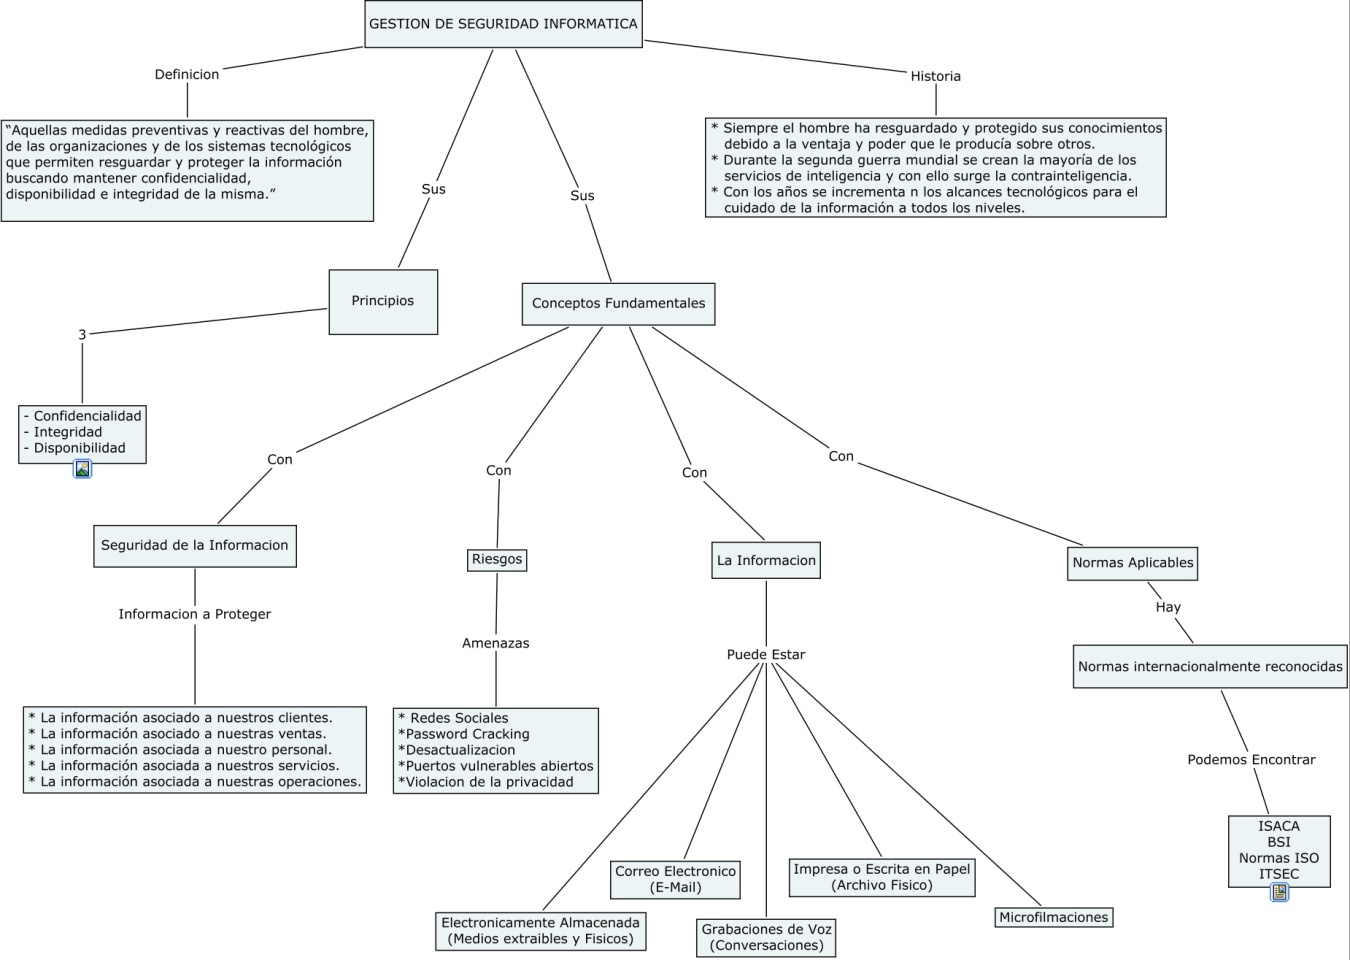 GESTION DE SEGURIDAD INFORMATICA
Definicion
Historia
“Aquellas medidas preventivas y reactivas del hombre,
de las organizaciones y de los sistemas tecnológicos
que permiten resguardar y proteger la información
buscando mantener confidencialidad,
disponibilidad e integridad de la misma.”
* Siempre el hombre ha resguardado y protegido sus conocimientos
debido a la ventaja y poder que le producía sobre otros.
* Durante la segunda guerra mundial se crean la mayoría de los
servicios de inteligencia y con ello surge la contrainteligencia.
* Con los años se incrementa n los alcances tecnológicos para el
cuidado de la información a todos los niveles.
Sus
Sus
Principios
Conceptos Fundamentales
3
- Confidencialidad
- Integridad
- Disponibilidad
Con
Con
Con
Con
Seguridad de la Informacion
Riesgos
La Informacion
Normas Aplicables
Informacion a Proteger
Amenazas
Puede Estar
Hay
Normas internacionalmente reconocidas
* La información asociado a nuestros clientes.
* La información asociado a nuestras ventas.
* La información asociada a nuestro personal.
* La información asociada a nuestros servicios.
* La información asociada a nuestras operaciones.
* Redes Sociales
*Password Cracking
*Desactualizacion
*Puertos vulnerables abiertos
*Violacion de la privacidad
Podemos Encontrar
ISACA
BSI
Normas ISO
ITSEC
Electronicamente Almacenada
(Medios extraibles y Fisicos)
Correo Electronico
(E-Mail)
Grabaciones de Voz
(Conversaciones)
Impresa o Escrita en Papel
(Archivo Fisico)
Microfilmaciones